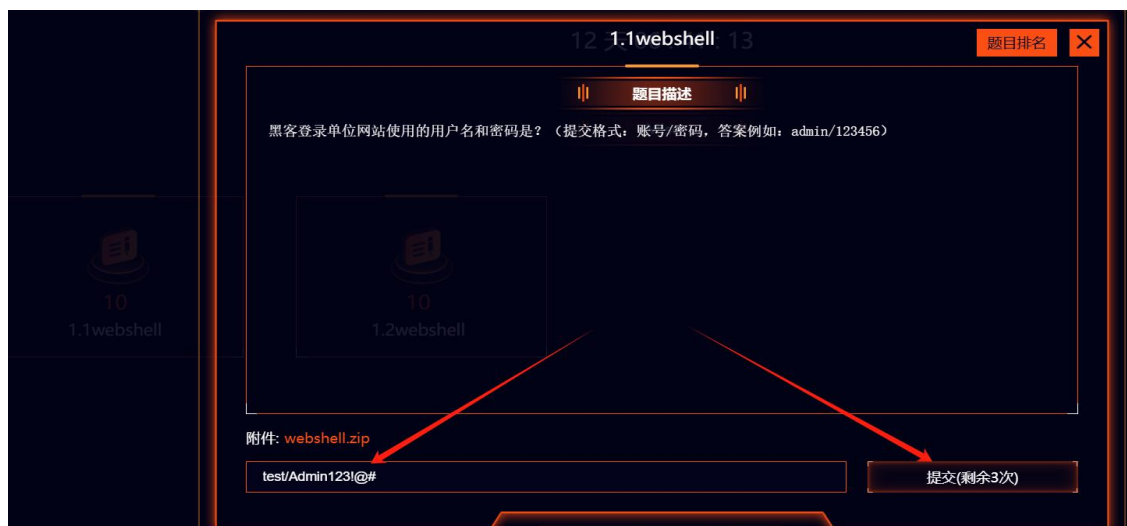 1.1webshell
题目排名
题目描述
黑客登录单位网站使用的用户名和密码是？（提交格式：账号/密码，答案例如：admin/123456）
10
10
1.1webshell
1.2webshell
附件: webshell.zip
test/Admin123!@#
提交(剩余3次)